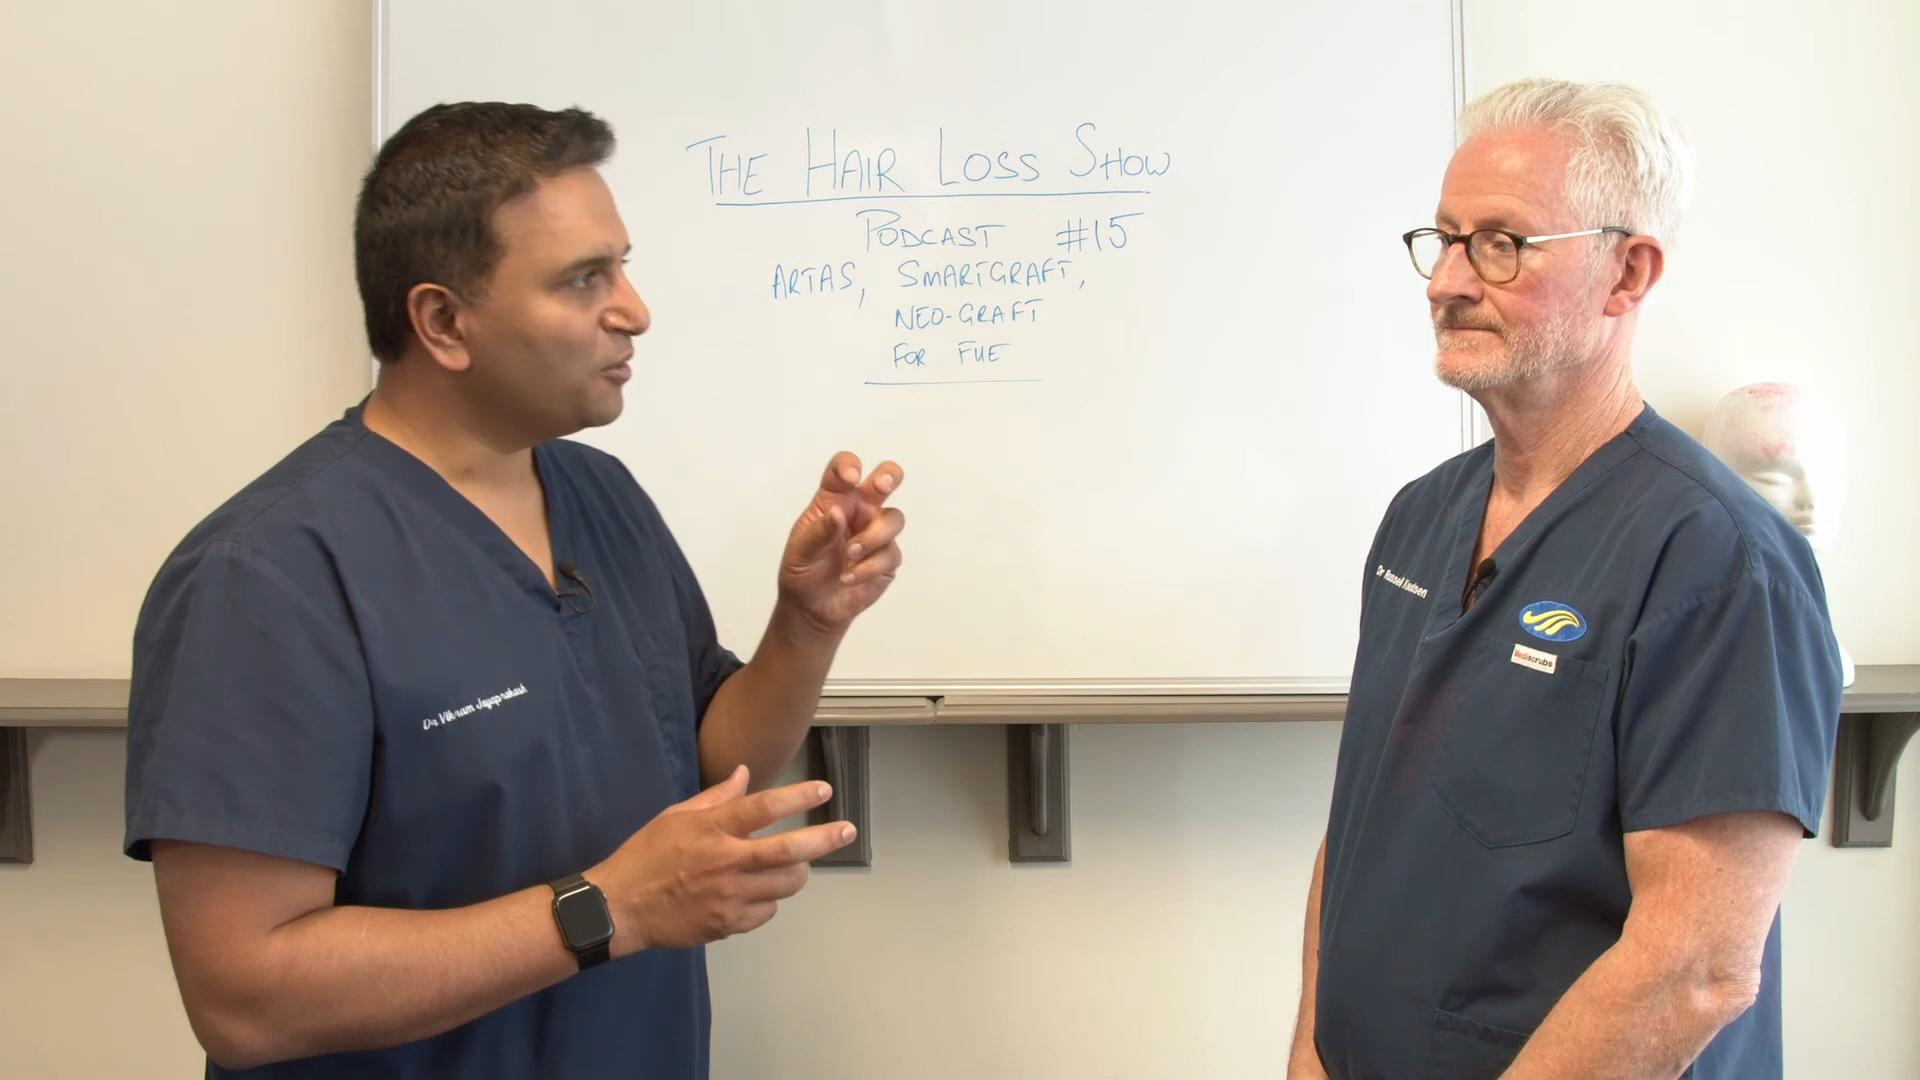 THE HAIR LOSS SHOW
PODCAST #15
ARTAS, SMARTGRAFT,
NEO-GRAFT
FOR FUE
Dr Vikram Jayaprakash
Dr Russell Knudsen
Mediscrubs